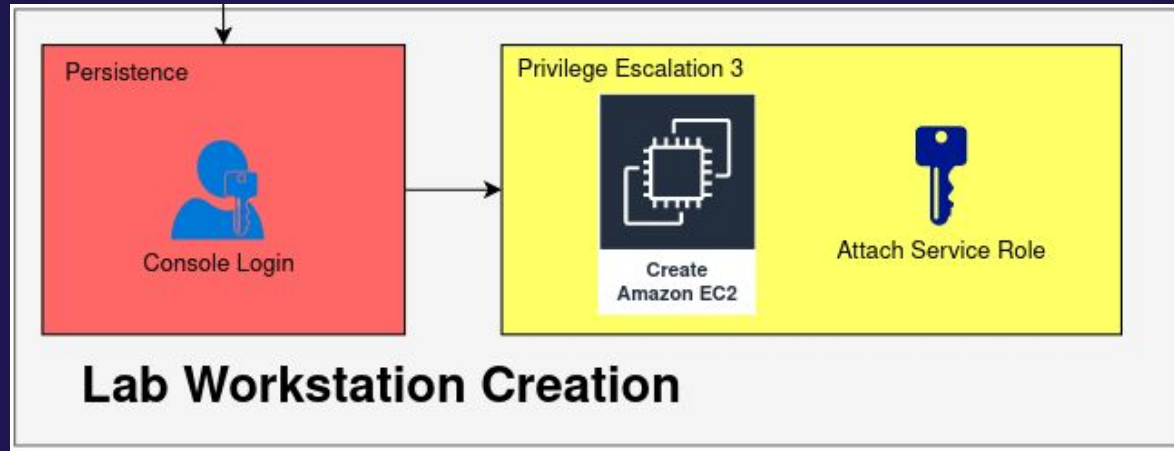 Persistence
Console Login
Privilege Escalation 3
Create
Amazon EC2
Attach Service Role
Lab Workstation Creation